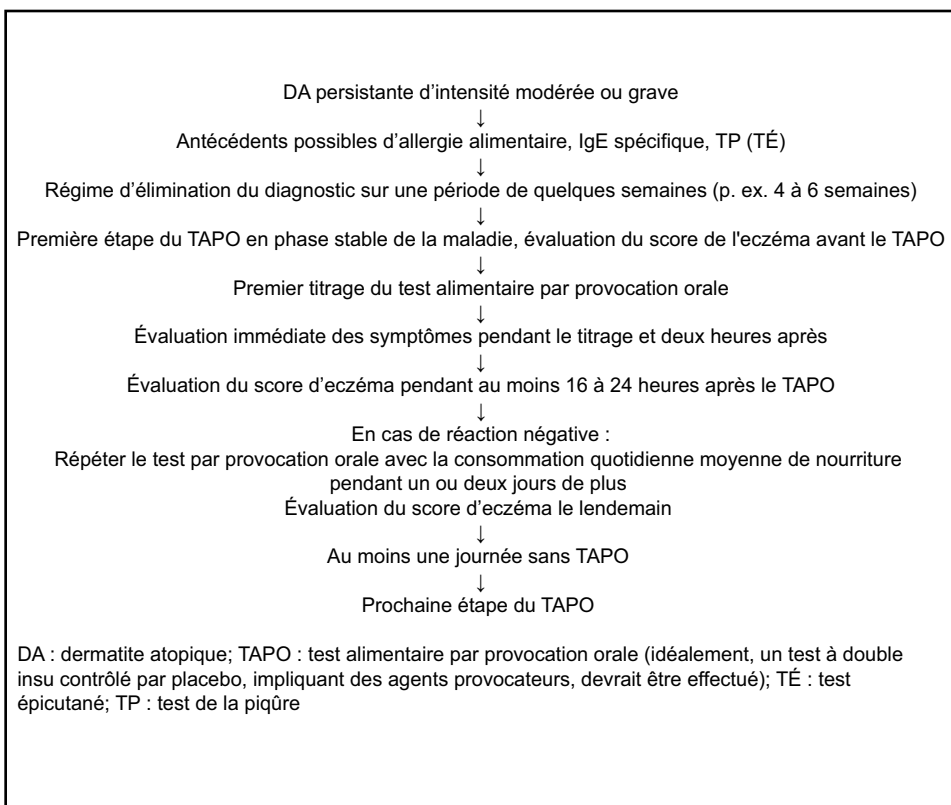 DA persistante d’intensité modérée ou grave
↓
Antécédents possibles d’allergie alimentaire, IgE spécifique, TP (TÉ)
↓
Régime d’élimination du diagnostic sur une période de quelques semaines (p. ex. 4 à 6 semaines)
↓
Première étape du TAPO en phase stable de la maladie, évaluation du score de l'eczéma avant le TAPO
↓
Premier titrage du test alimentaire par provocation orale
↓
Évaluation immédiate des symptômes pendant le titrage et deux heures après
↓
Évaluation du score d’eczéma pendant au moins 16 à 24 heures après le TAPO
↓
En cas de réaction négative :
Répéter le test par provocation orale avec la consommation quotidienne moyenne de nourriture
pendant un ou deux jours de plus
Évaluation du score d’eczéma le lendemain
↓
Au moins une journée sans TAPO
↓
Prochaine étape du TAPO
DA : dermatite atopique; TAPO : test alimentaire par provocation orale (idéalement, un test à double
insu contrôlé par placebo, impliquant des agents provocateurs, devrait être effectué); TÉ : test
épicutané; TP : test de la piqûre